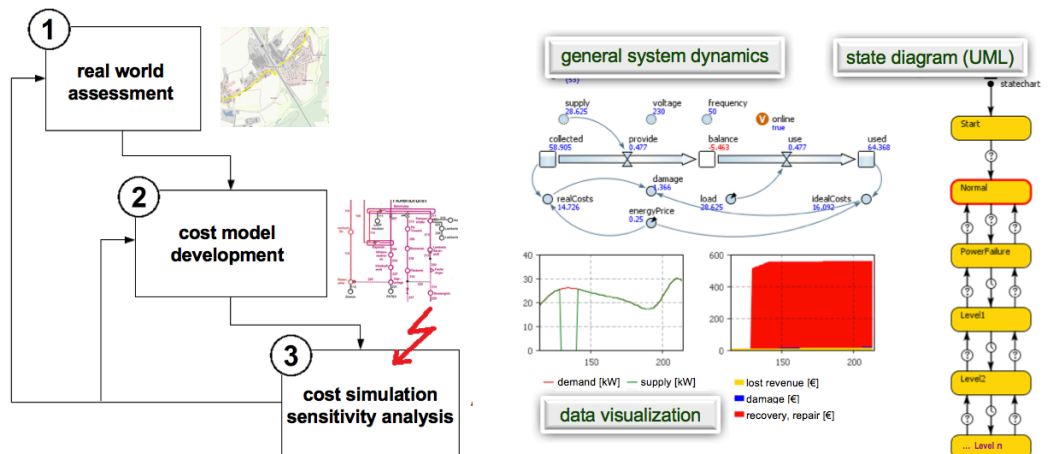 1
real world
assessment
2
cost model
development
3
cost simulation
sensitivity analysis
general system dynamics
state diagram (UML)
supply
28.625
voltage
230
frequency
50
V
online
true
collected
58.905
provide
0.477
balance
-5.463
use
0.477
used
64.368
damage
1.366
realCosts
14.726
load
28.625
idealCosts
16.092
energyPrice
0.25
40
30
20
10
0
150
200
600
400
200
0
150
200
demand [kW]
supply [kW]
lost revenue [€]
damage [€]
recovery, repair [€]
data visualization
statechart
Start
?
Normal
?
?
PowerFailure
?
?
Level1
?
?
Level2
?
?
... Level n